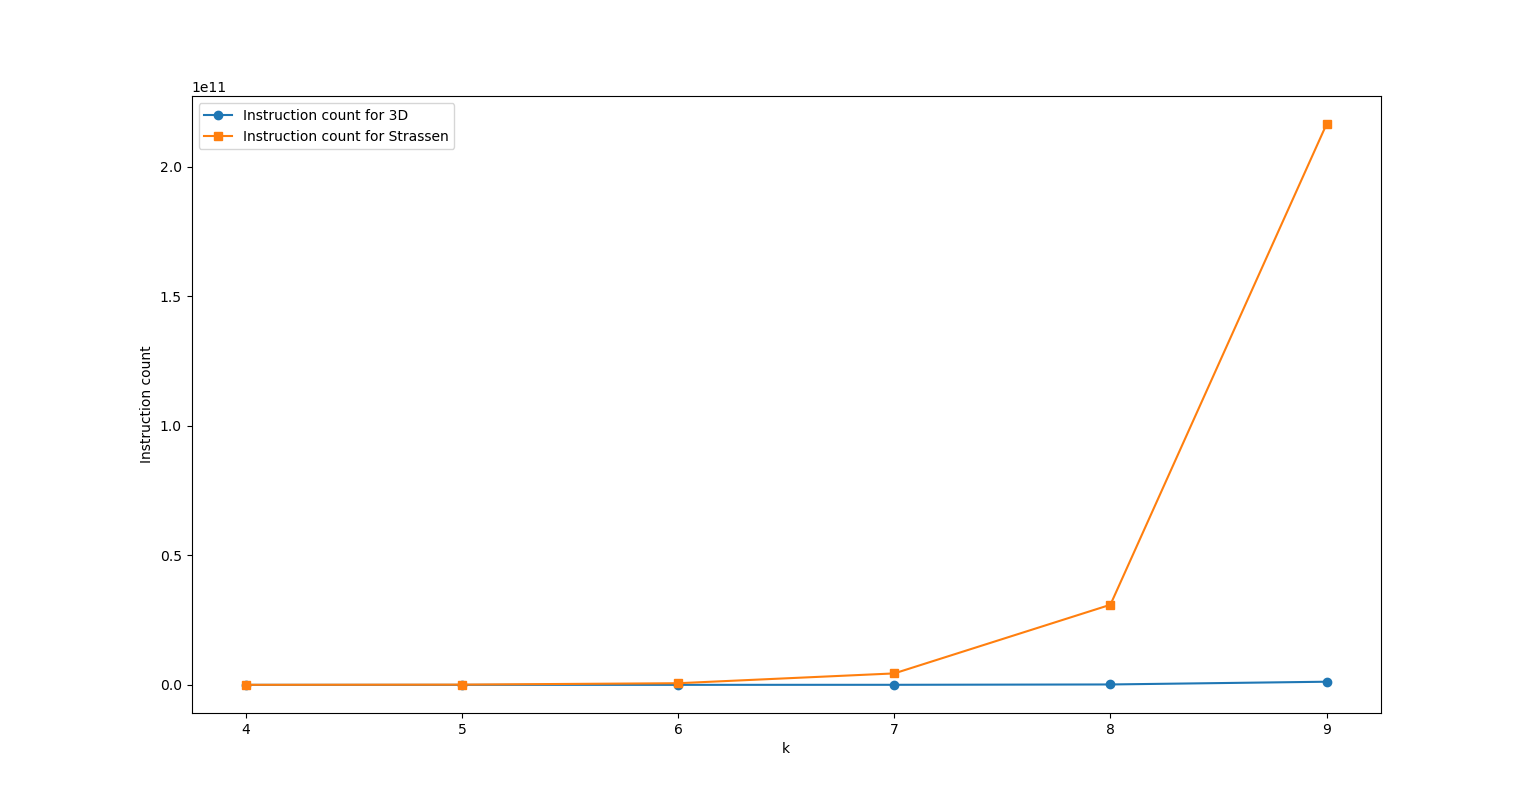 1e11
Instruction count for 3D
Instruction count for Strassen
2.0
1.5
1.0
0.5
0.0
Instruction count
4 5 6 7 8 9
k